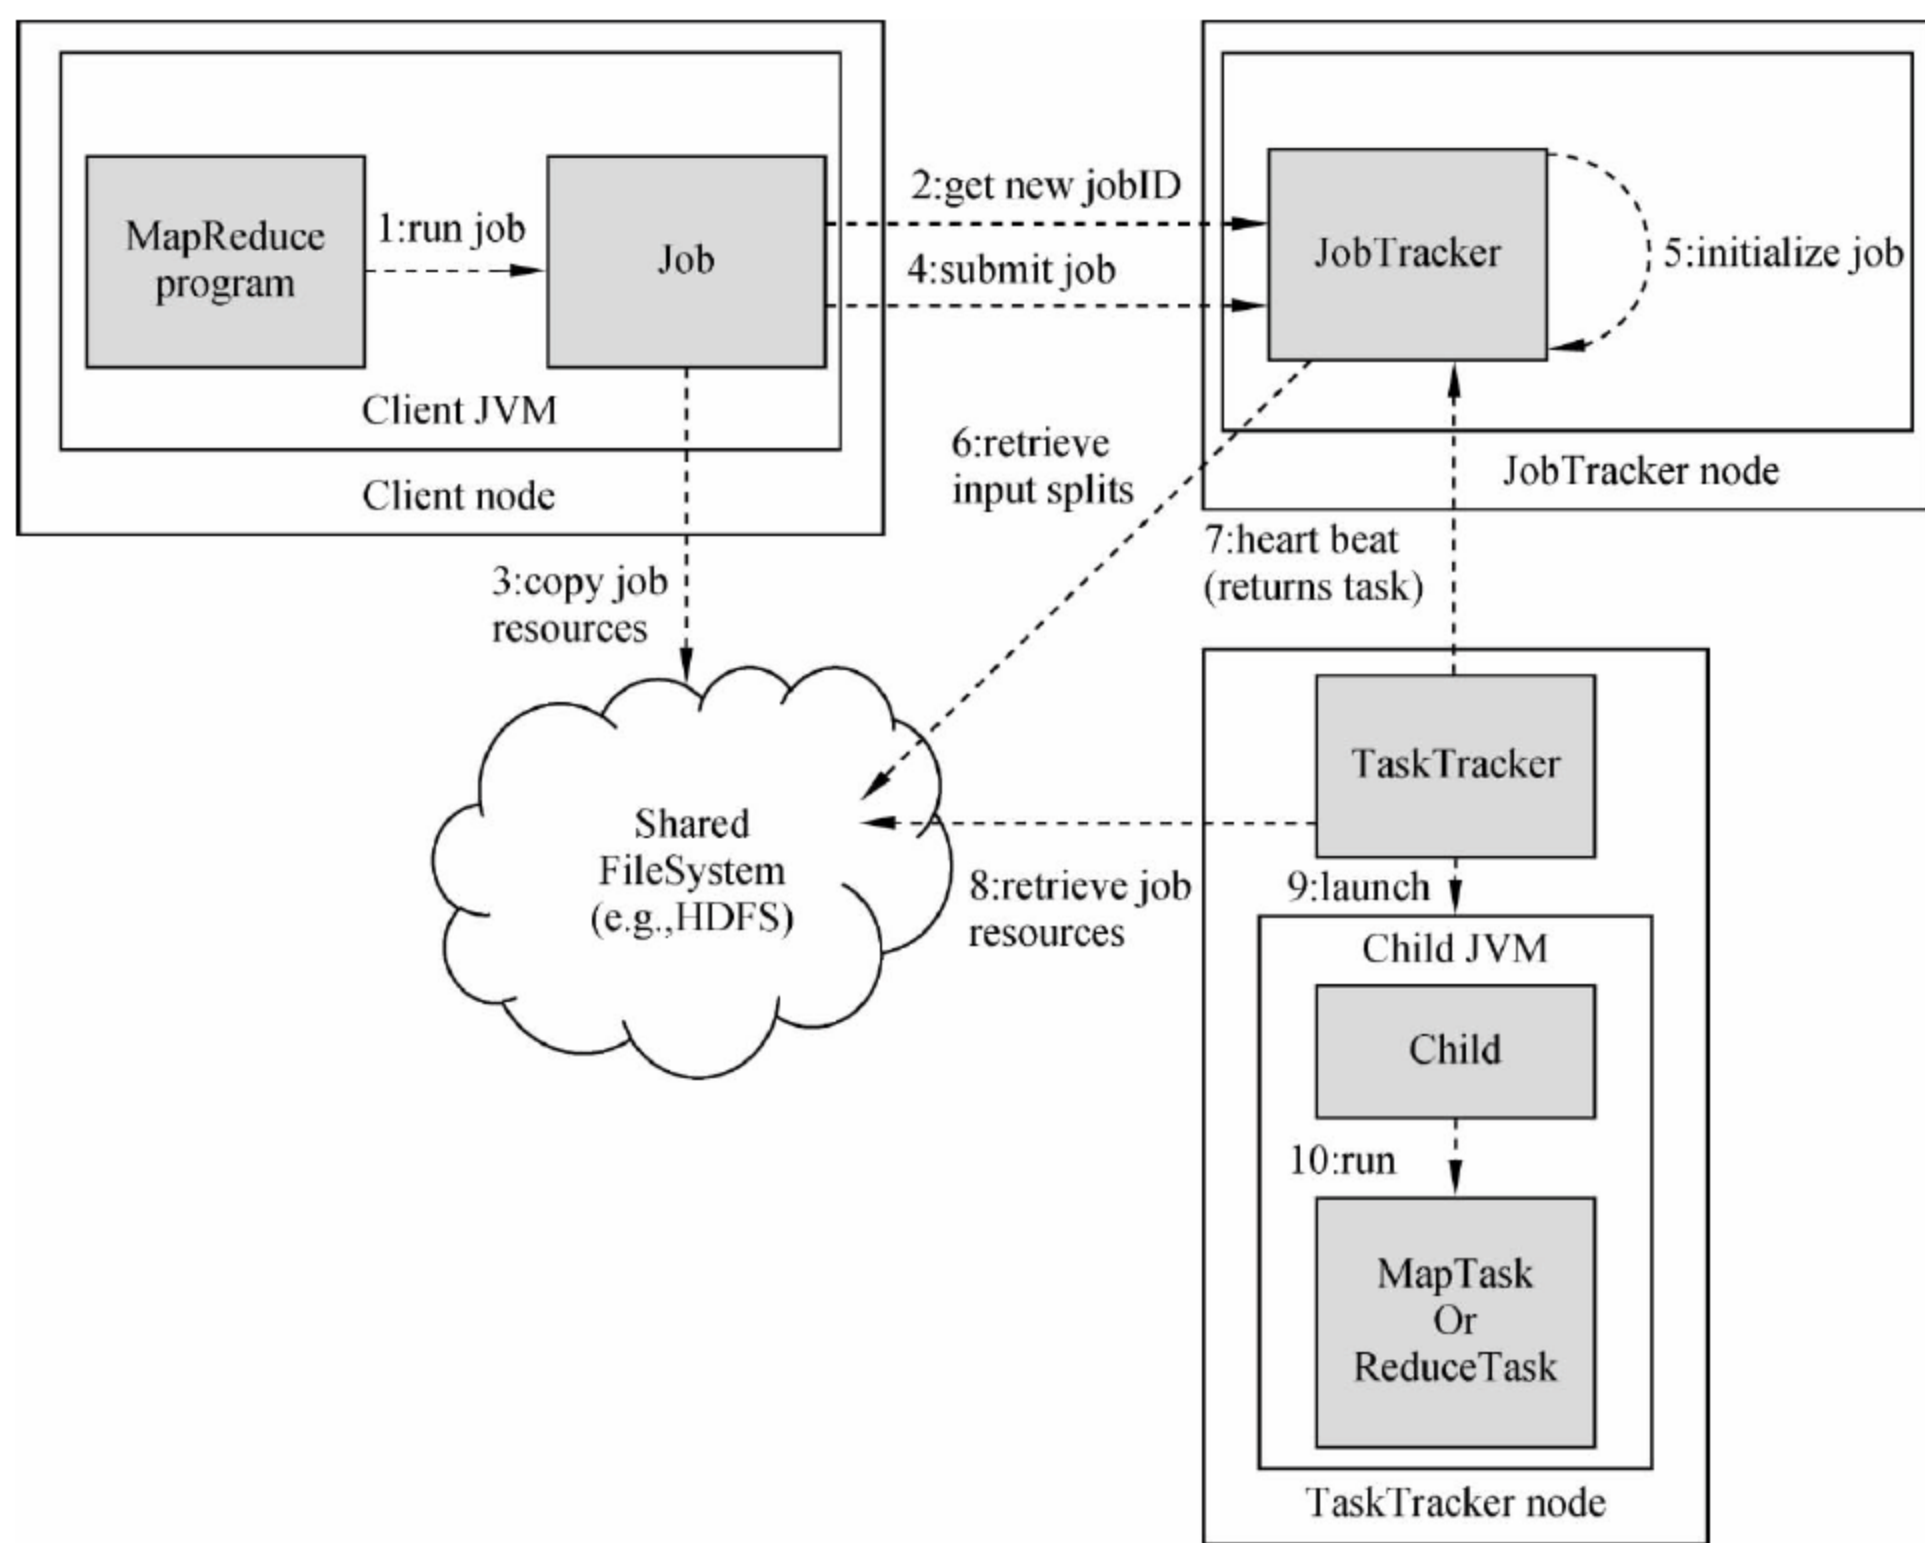 MapReduce
program
1:run job
Job
Client JVM
Client node
2:get new jobID
4:submit job
JobTracker
5:initialize job
JobTracker node
3:copy job
resources
6:retrieve
input splits
7:heart beat
(returns task)
Shared
FileSystem
(e.g.,HDFS)
8:retrieve job
resources
TaskTracker
9:launch
Child JVM
Child
10:run
MapTask
Or
ReduceTask
TaskTracker node